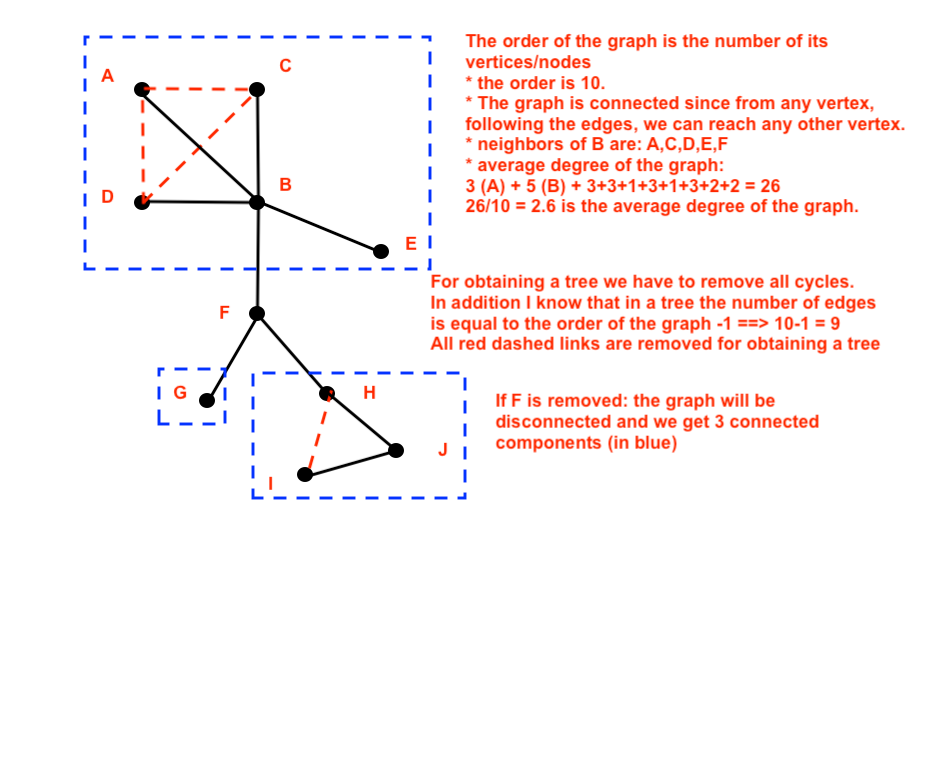 The order of the graph is the number of its
vertices/nodes
* the order is 10.
* The graph is connected since from any vertex,
following the edges, we can reach any other vertex.
* neighbors of B are: A,C,D,E,F
* average degree of the graph:
3 (A) + 5 (B) + 3+3+1+3+1+3+2+2 = 26
26/10 = 2.6 is the average degree of the graph.
A
C
D
B
E
For obtaining a tree we have to remove all cycles.
In addition I know that in a tree the number of edges
is equal to the order of the graph -1 ==> 10-1 = 9
All red dashed links are removed for obtaining a tree
F
G
H
J
I
If F is removed: the graph will be
disconnected and we get 3 connected
components (in blue)